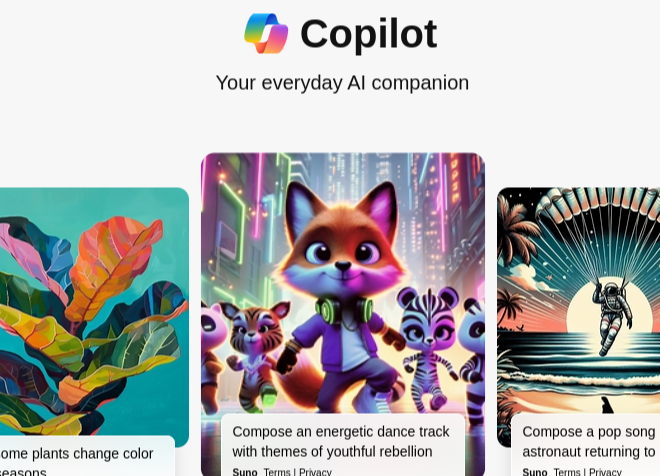 Copilot
Your everyday AI companion
ome plants change color
seasons
Compose an energetic dance track
with themes of youthful rebellion
Suno Terms | Privacy
Compose a pop song
astronaut returning to
Suno Terms | Privacy